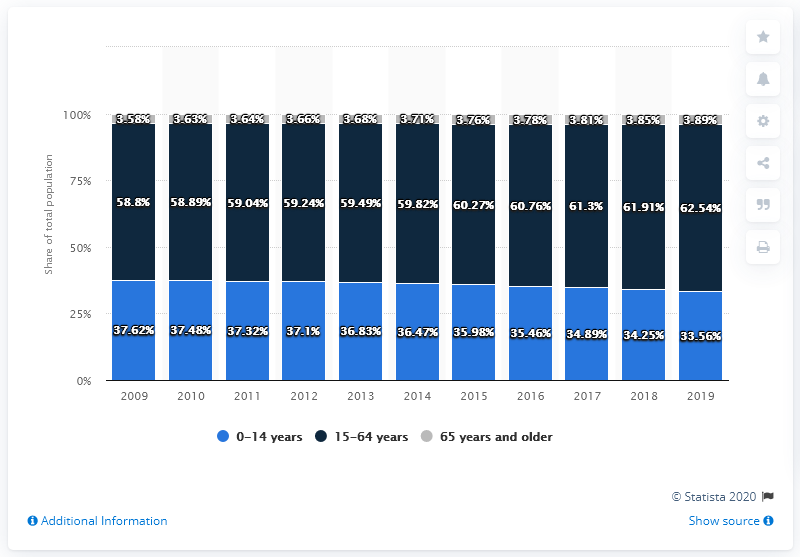 100%
75%
50%
25%
0%
Share of total population
3.58% 3.63% 3.64% 3.66% 3.68% 3.71% 3.76% 3.78% 3.81% 3.85% 3.89%
58.8% 58.89% 59.04% 59.24% 59.49% 59.82% 60.27% 60.76% 61.3% 61.91% 62.54%
37.62% 37.48% 37.32% 37.1% 36.83% 36.47% 35.98% 35.46% 34.89% 34.25% 33.56%
2009 2010 2011 2012 2013 2014 2015 2016 2017 2018 2019
0-14 years 15-64 years 65 years and older
© Statista 2020
Additional Information Show source